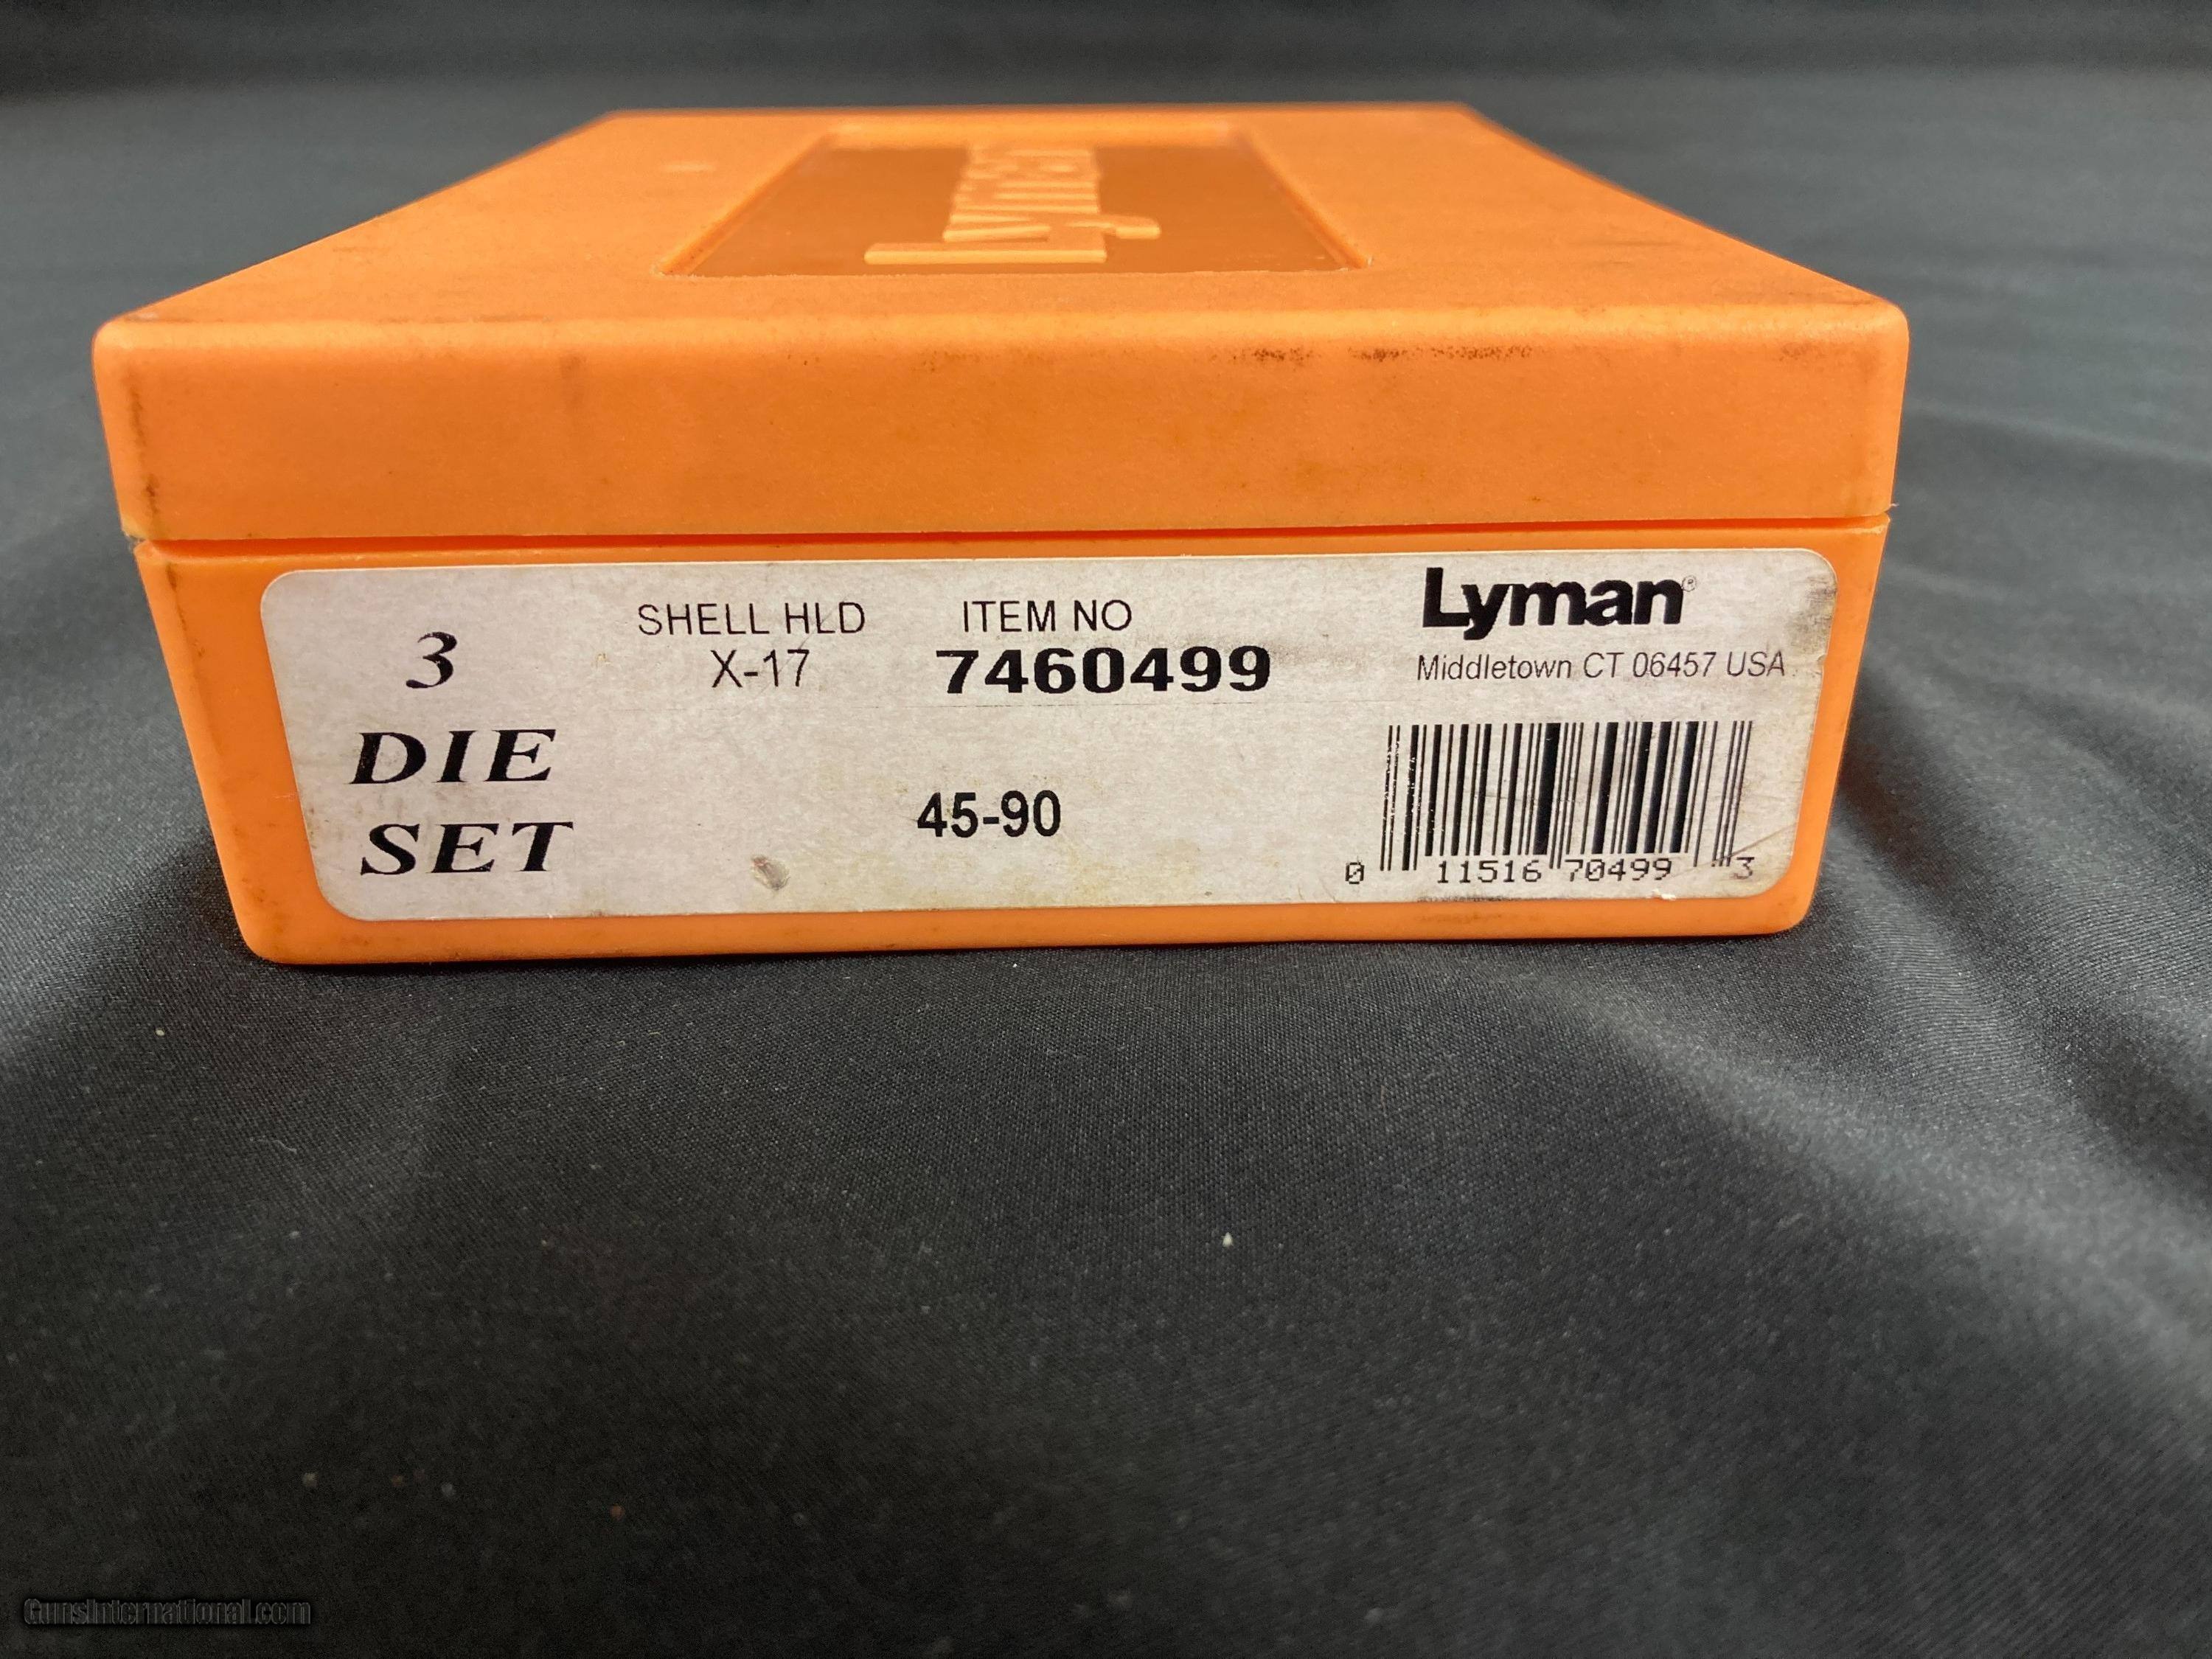 Lyman
3
DIE
SET
SHELL HLD
X-17
ITEM NO
7460499
45-90
Lyman®
Middletown CT 06457 USA
0 11516 70499 3
GunsInternational.com